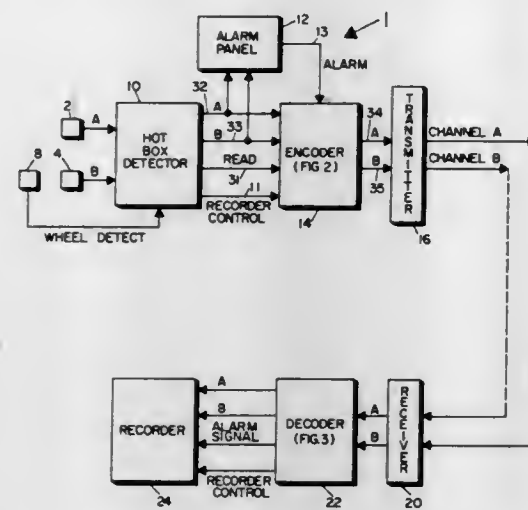 12
1
ALARM
PANEL
13
ALARM
10
32
A
33
B
READ
31
11
RECORDER
CONTROL
2
A
8
4
B
HOT
BOX
DETECTOR
WHEEL DETECT
ENCODER
(FIG 2)
14
34
A
B
35
TRANSMITTER
16
CHANNEL A
CHANNEL B
RECORDER
24
A
B
ALARM
SIGNAL
RECORDER
CONTROL
DECODER
(FIG.3)
22
A
B
RECEIVER
20